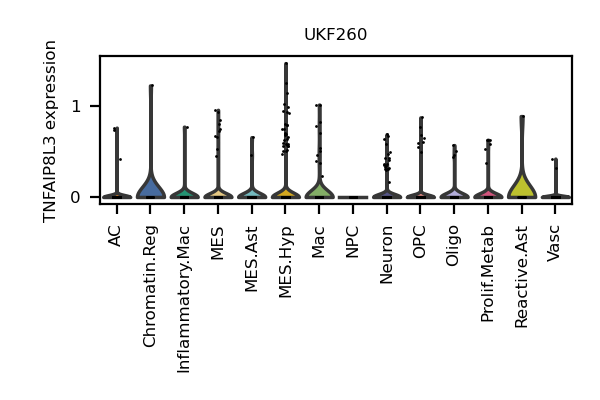 UKF260
TNFAIP8L3 expression
1
0
AC
Chromatin.Reg
Inflammatory.Mac
MES
MES.Ast
MES.Hyp
Mac
NPC
Neuron
OPC
Oligo
Prolif.Metab
Reactive.Ast
Vasc